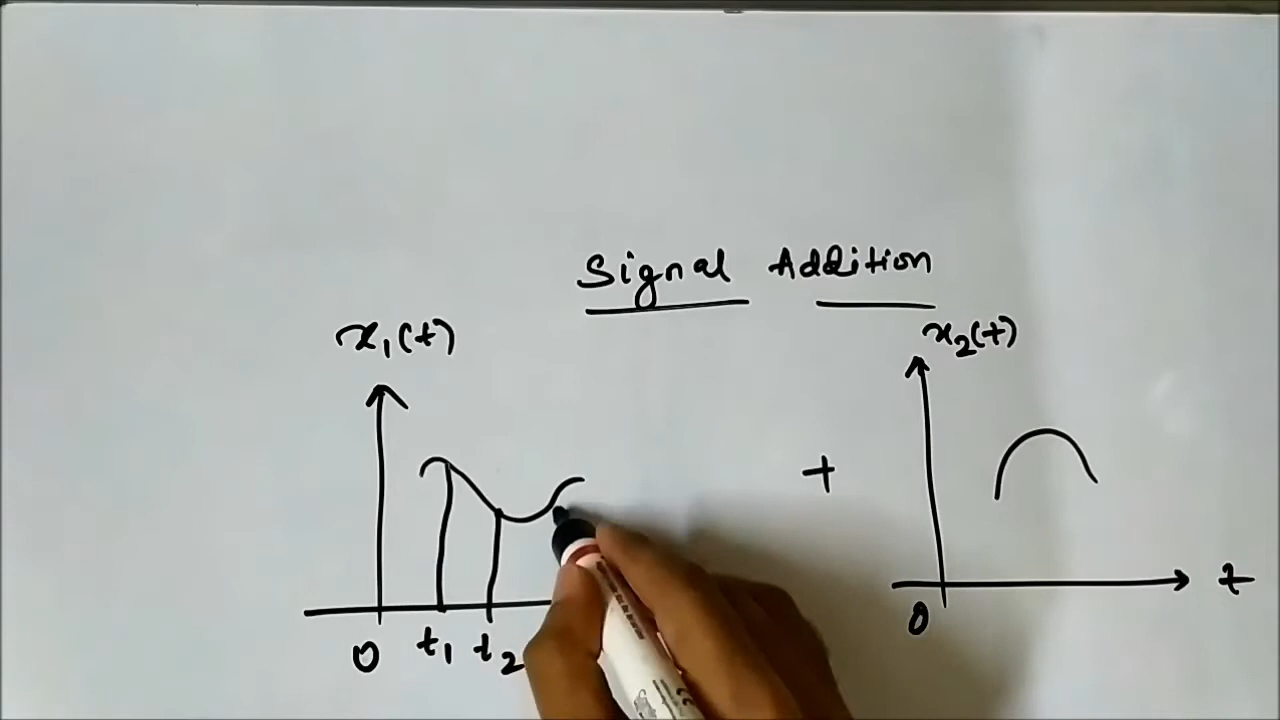 Signal Addition
x₁(t)
x₂(t)
+
0 t₁ t₂
0 t